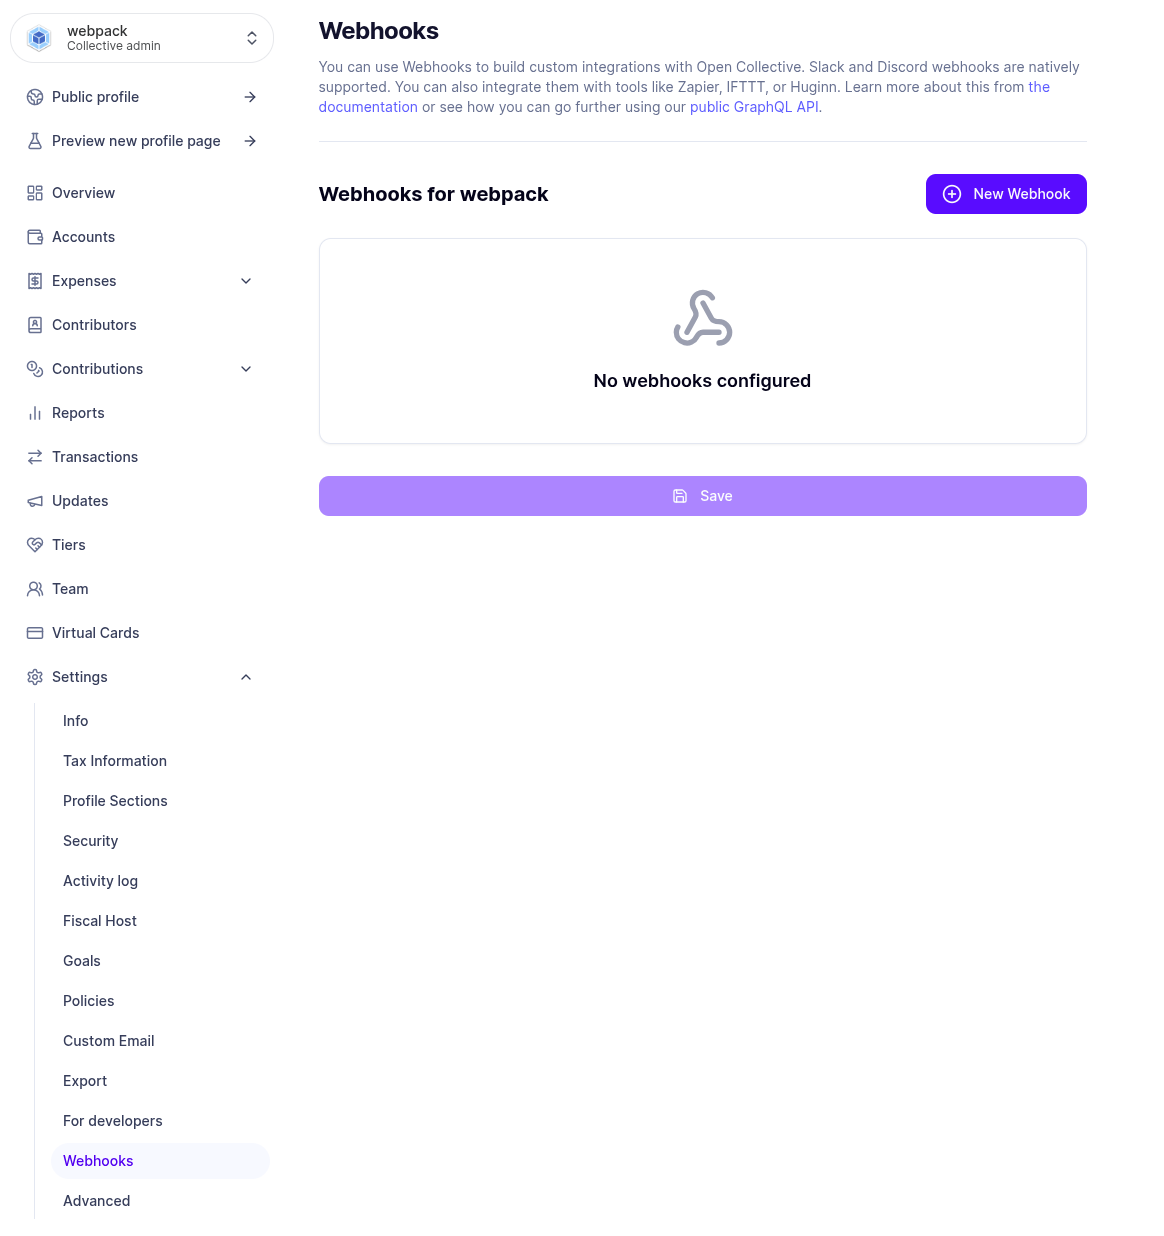 webpack
Collective admin
Public profile
Preview new profile page
Overview
Accounts
Expenses
Contributors
Contributions
Reports
Transactions
Updates
Tiers
Team
Virtual Cards
Settings
Info
Tax Information
Profile Sections
Security
Activity log
Fiscal Host
Goals
Policies
Custom Email
Export
For developers
Webhooks
Advanced
Webhooks
You can use Webhooks to build custom integrations with Open Collective. Slack and Discord webhooks are natively
supported. You can also integrate them with tools like Zapier, IFTTT, or Huginn. Learn more about this from the
documentation or see how you can go further using our public GraphQL API.
Webhooks for webpack
New Webhook
No webhooks configured
Save